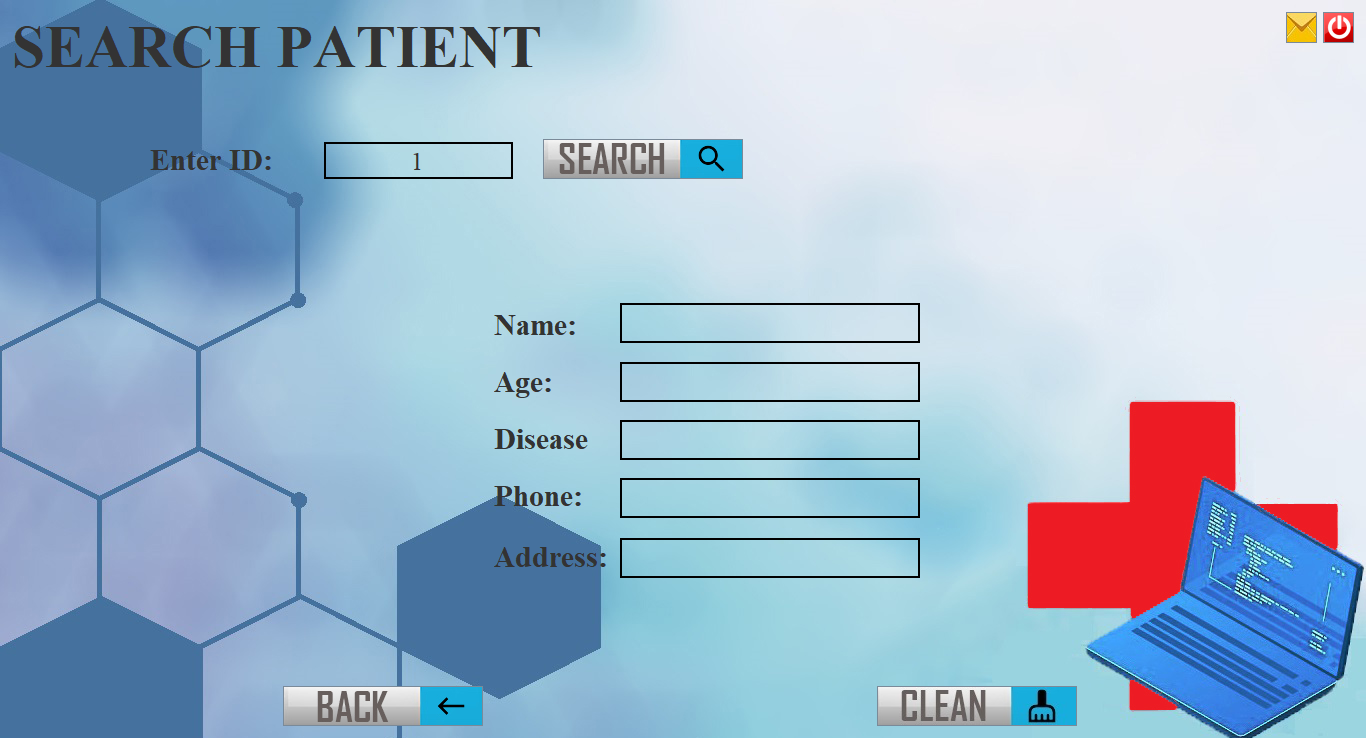 SEARCH PATIENT
Enter ID: 1 SEARCH
Name:
Age:
Disease
Phone:
Address:
BACK
CLEAN